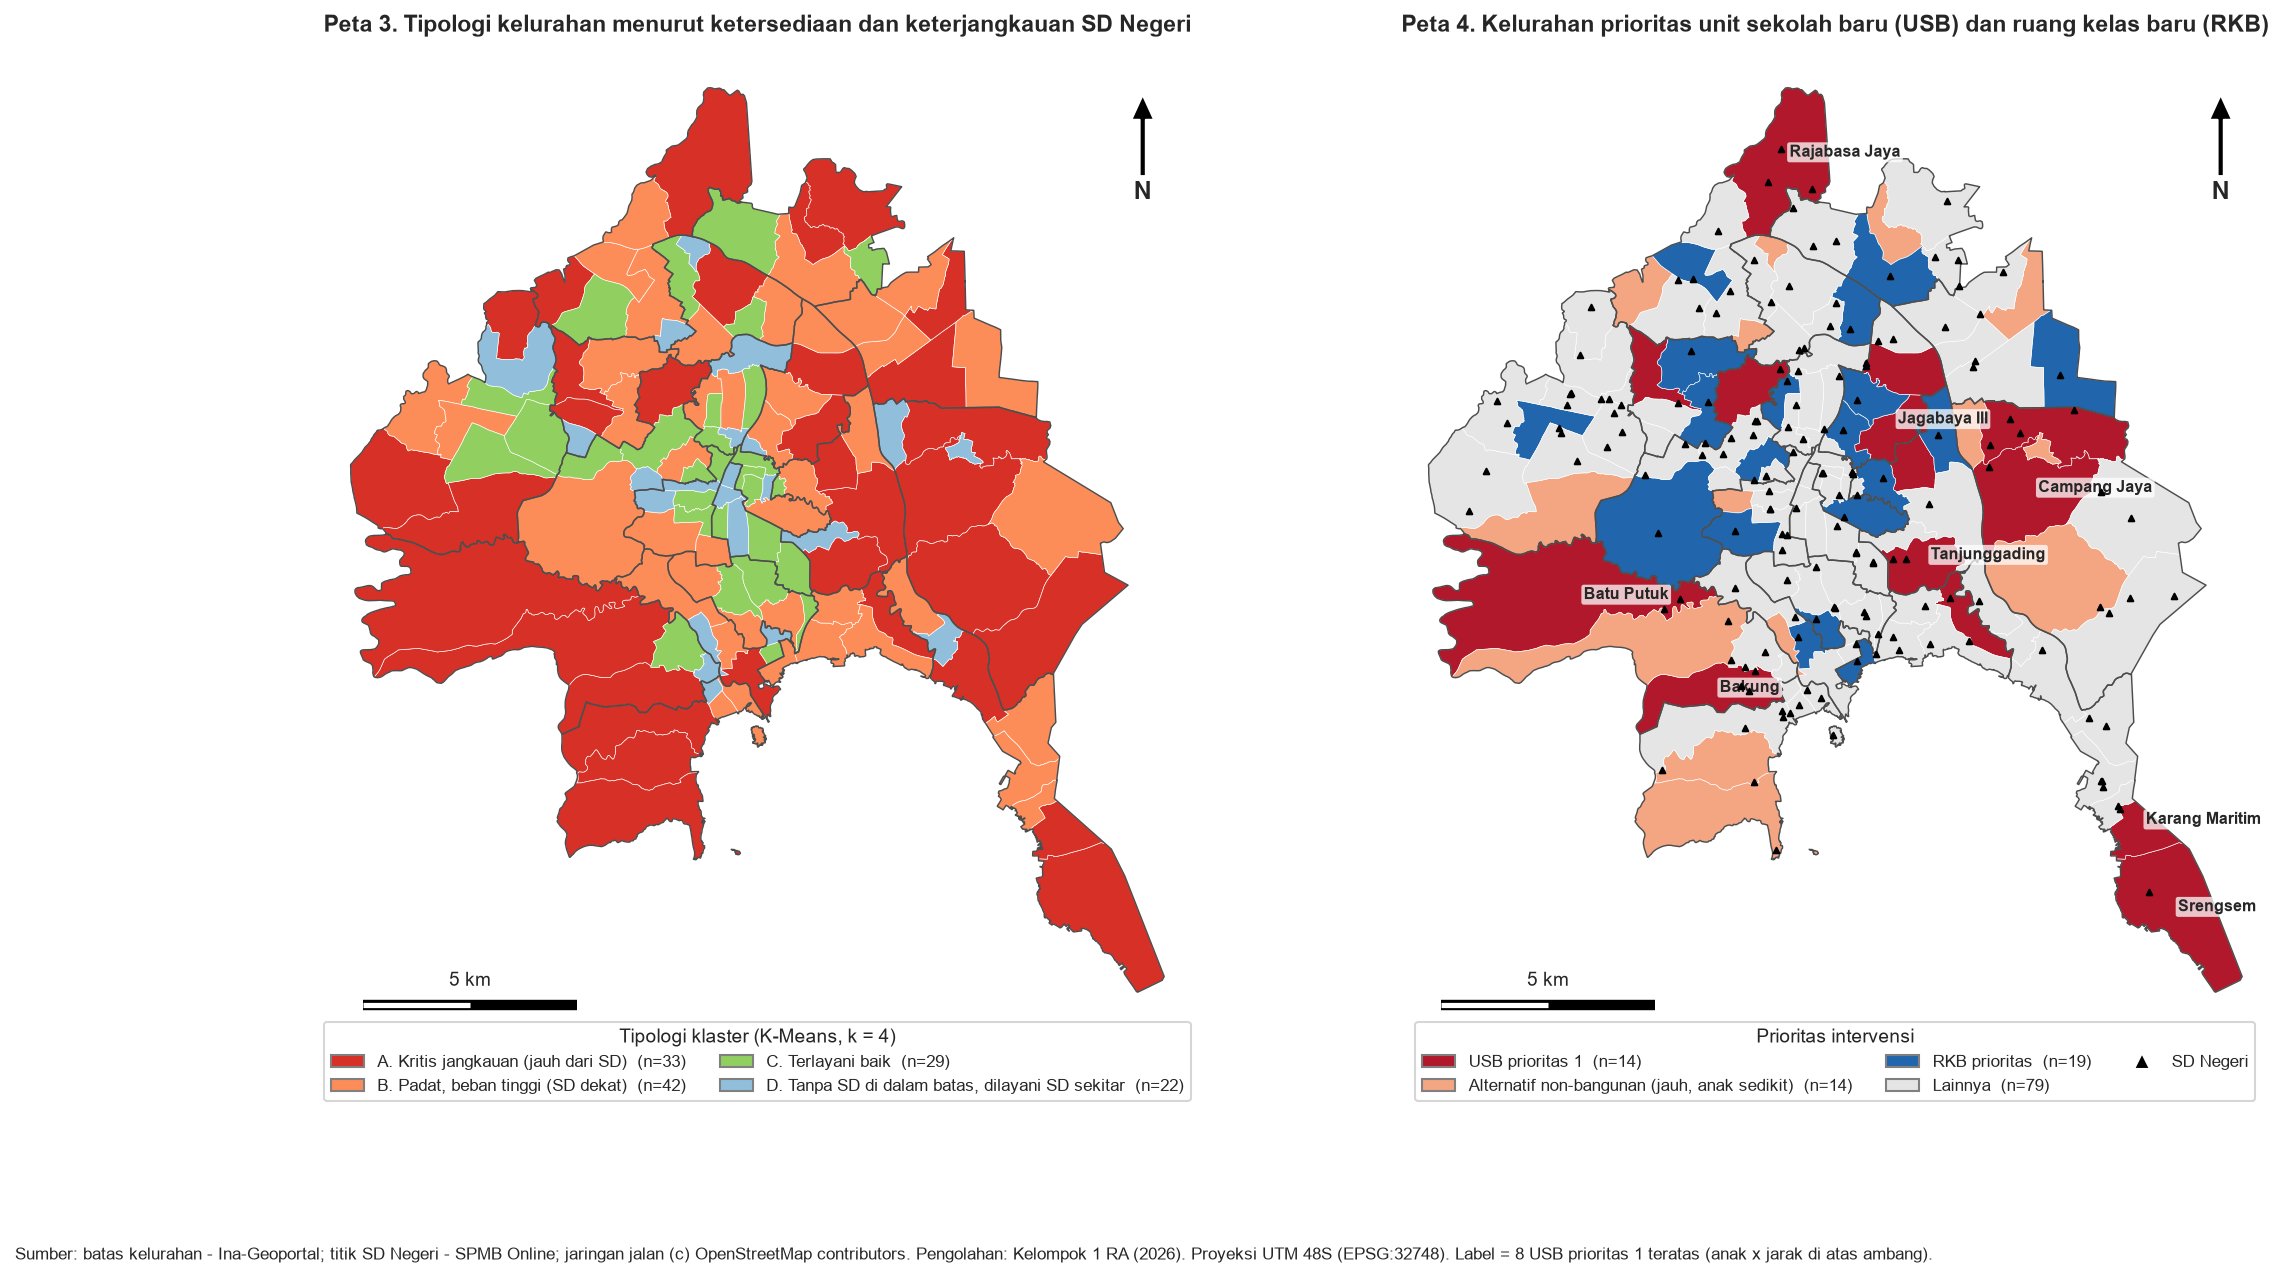 Peta 3. Tipologi kelurahan menurut ketersediaan dan keterjangkauan SD Negeri
N
5 km
Tipologi klaster (K-Means, k = 4)
A. Kritis jangkauan (jauh dari SD)  (n=33)
B. Padat, beban tinggi (SD dekat)  (n=42)
C. Terlayani baik  (n=29)
D. Tanpa SD di dalam batas, dilayani SD sekitar  (n=22)
Peta 4. Kelurahan prioritas unit sekolah baru (USB) dan ruang kelas baru (RKB)
N
Rajabasa Jaya
Jagabaya III
Campang Jaya
Tanjunggading
Batu Putuk
Bakung
Karang Maritim
Srengsem
5 km
Prioritas intervensi
USB prioritas 1  (n=14)
Alternatif non-bangunan (jauh, anak sedikit)  (n=14)
RKB prioritas  (n=19)
Lainnya  (n=79)
SD Negeri
Sumber: batas kelurahan - Ina-Geoportal; titik SD Negeri - SPMB Online; jaringan jalan (c) OpenStreetMap contributors. Pengolahan: Kelompok 1 RA (2026). Proyeksi UTM 48S (EPSG:32748). Label = 8 USB prioritas 1 teratas (anak x jarak di atas ambang).